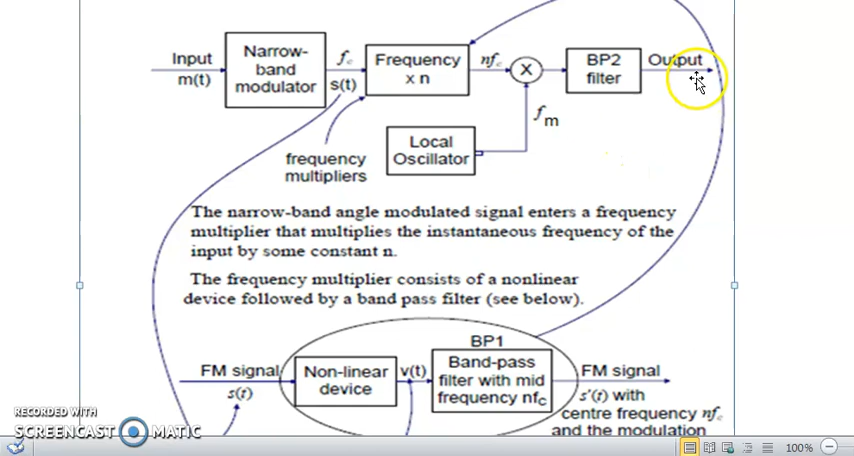 Input
m(t)
Narrow-
band
modulator
fc
s(t)
Frequency
x n
nfc
X
BP2
filter
Output
fm
Local
Oscillator
frequency
multipliers
The narrow-band angle modulated signal enters a frequency
multiplier that multiplies the instantaneous frequency of the
input by some constant n.
The frequency multiplier consists of a nonlinear
device followed by a band pass filter (see below).
BP1
FM signal
s(t)
Non-linear
device
v(t)
Band-pass
filter with mid
frequency nfc
FM signal
s'(t) with
centre frequency nfc
and the modulation
RECORDED WITH
SCREENCAST MATIC
100%